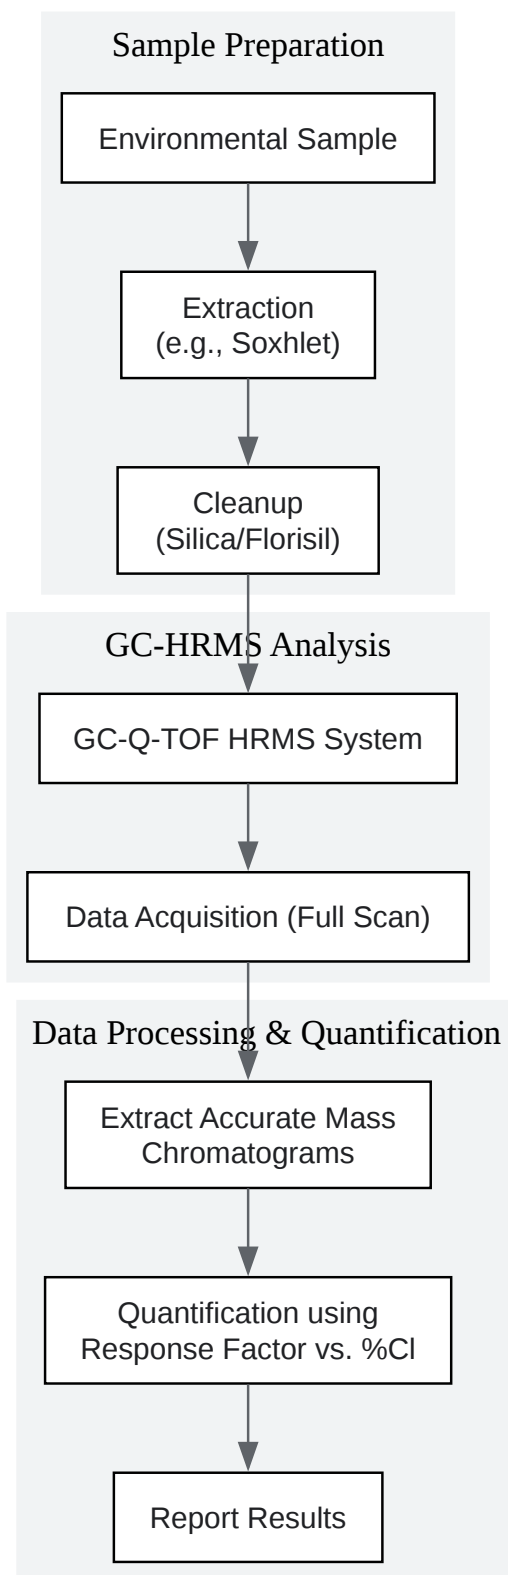 Sample Preparation
Environmental Sample
Extraction
(e.g., Soxhlet)
Cleanup
(Silica/Florisil)
GC-HRMS Analysis
GC-Q-TOF HRMS System
Data Acquisition (Full Scan)
Data Processing & Quantification
Extract Accurate Mass
Chromatograms
Quantification using
Response Factor vs. %Cl
Report Results